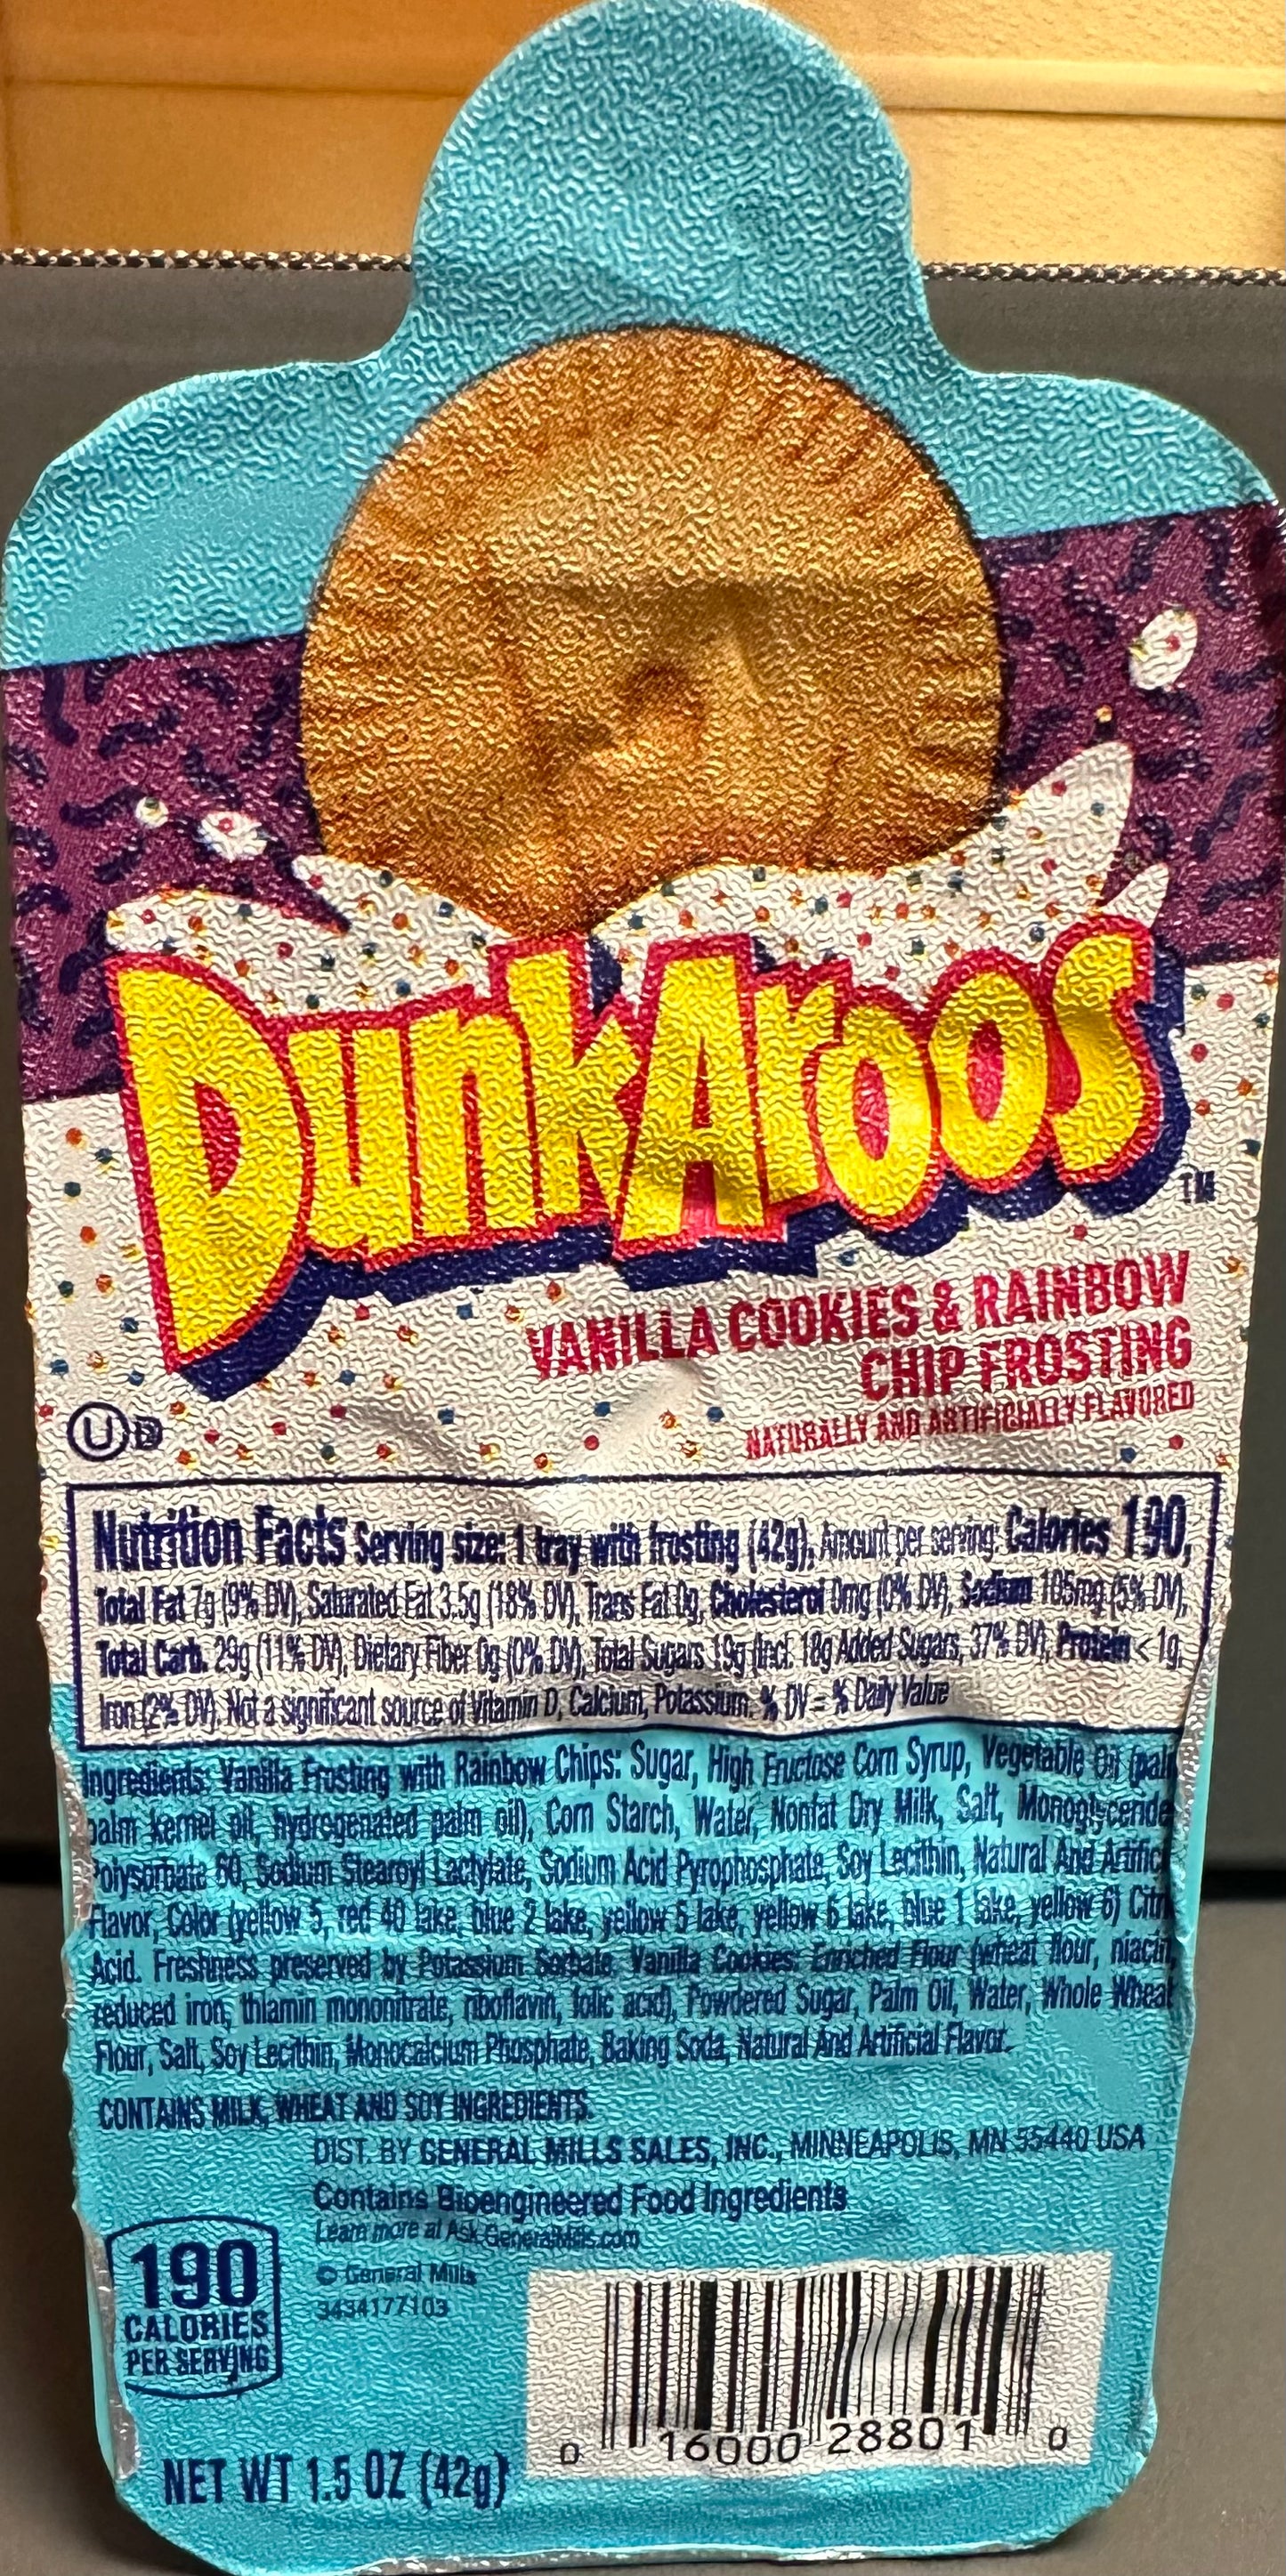 DunkAroos
TM
VANILLA COOKIES & RAINBOW
CHIP FROSTING
NATURALLY AND ARTIFICIALLY FLAVORED
U D
Nutrition Facts Serving size: 1 tray with frosting (42g), Amount per serving: Calories 190,
Total Fat 7g (9% DV), Saturated Fat 3.5g (18% DV), Trans Fat 0g, Cholesterol 0mg (0% DV), Sodium 105mg (5% DV),
Total Carb. 29g (11% DV), Dietary Fiber 0g (0% DV), Total Sugars 19g (Incl. 18g Added Sugars, 37% DV), Protein < 1g,
Iron (2% DV). Not a significant source of Vitamin D, Calcium, Potassium. % DV = % Daily Value
Ingredients: Vanilla Frosting with Rainbow Chips: Sugar, High Fructose Corn Syrup, Vegetable Oil (palm
palm kernel oil, hydrogenated palm oil), Corn Starch, Water, Nonfat Dry Milk, Salt, Monoglyceride
Polysorbate 60, Sodium Stearoyl Lactylate, Sodium Acid Pyrophosphate, Soy Lecithin, Natural And Artific
Flavor, Color (yellow 5, red 40 lake, blue 2 lake, yellow 5 lake, yellow 6 lake, blue 1 lake, yellow 6) Citri
Acid. Freshness preserved by Potassium Sorbate. Vanilla Cookies: Enriched Flour (wheat flour, niacin,
reduced iron, thiamin mononitrate, riboflavin, folic acid), Powdered Sugar, Palm Oil, Water, Whole Wheat
Flour, Salt, Soy Lecithin, Monocalcium Phosphate, Baking Soda, Natural And Artificial Flavor.
CONTAINS MILK, WHEAT AND SOY INGREDIENTS.
DIST. BY GENERAL MILLS SALES, INC., MINNEAPOLIS, MN 55440 USA
Contains Bioengineered Food Ingredients
Learn more at Ask.GeneralMills.com
© General Mills
3434177103
190
CALORIES
PER SERVING
0 16000 28801 0
NET WT 1.5 OZ (42g)